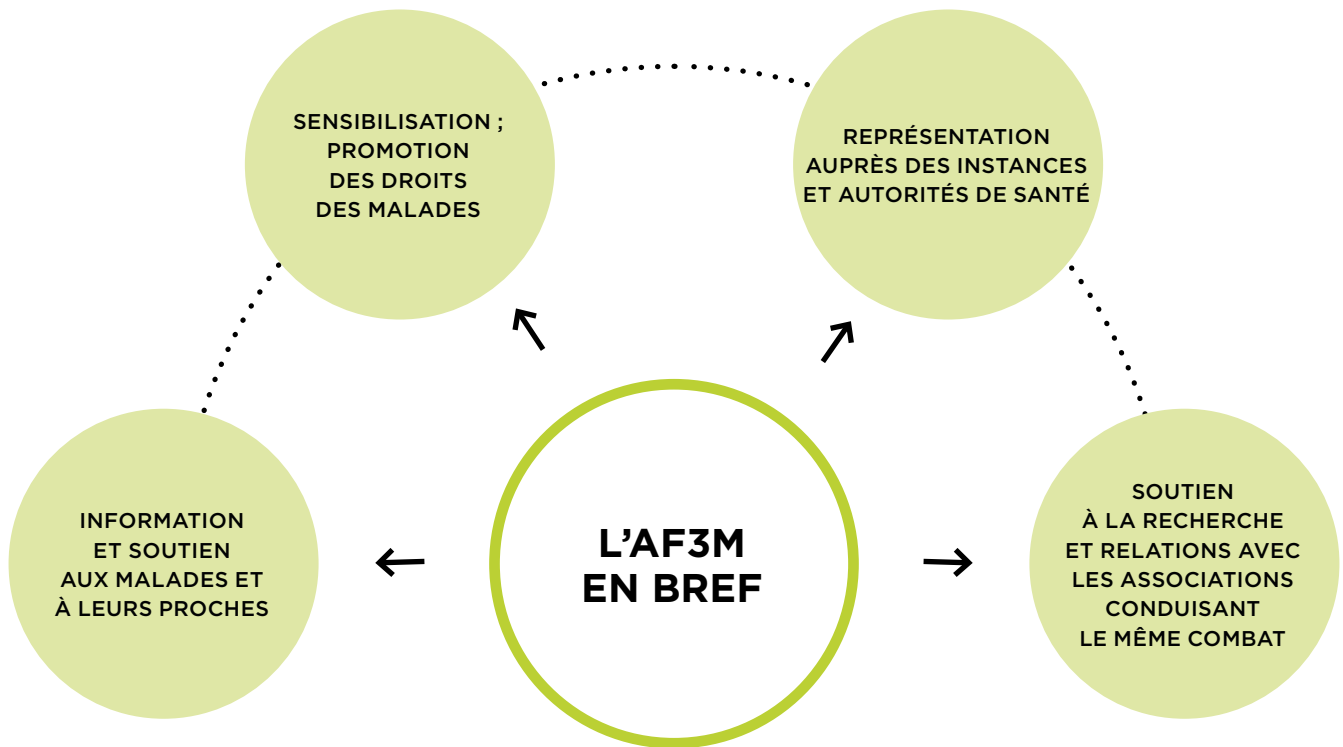 SENSIBILISATION ;
PROMOTION
DES DROITS
DES MALADES
REPRÉSENTATION
AUPRÈS DES INSTANCES
ET AUTORITÉS DE SANTÉ
INFORMATION
ET SOUTIEN
AUX MALADES ET
À LEURS PROCHES
L'AF3M
EN BREF
SOUTIEN
À LA RECHERCHE
ET RELATIONS AVEC
LES ASSOCIATIONS
CONDUISANT
LE MÊME COMBAT